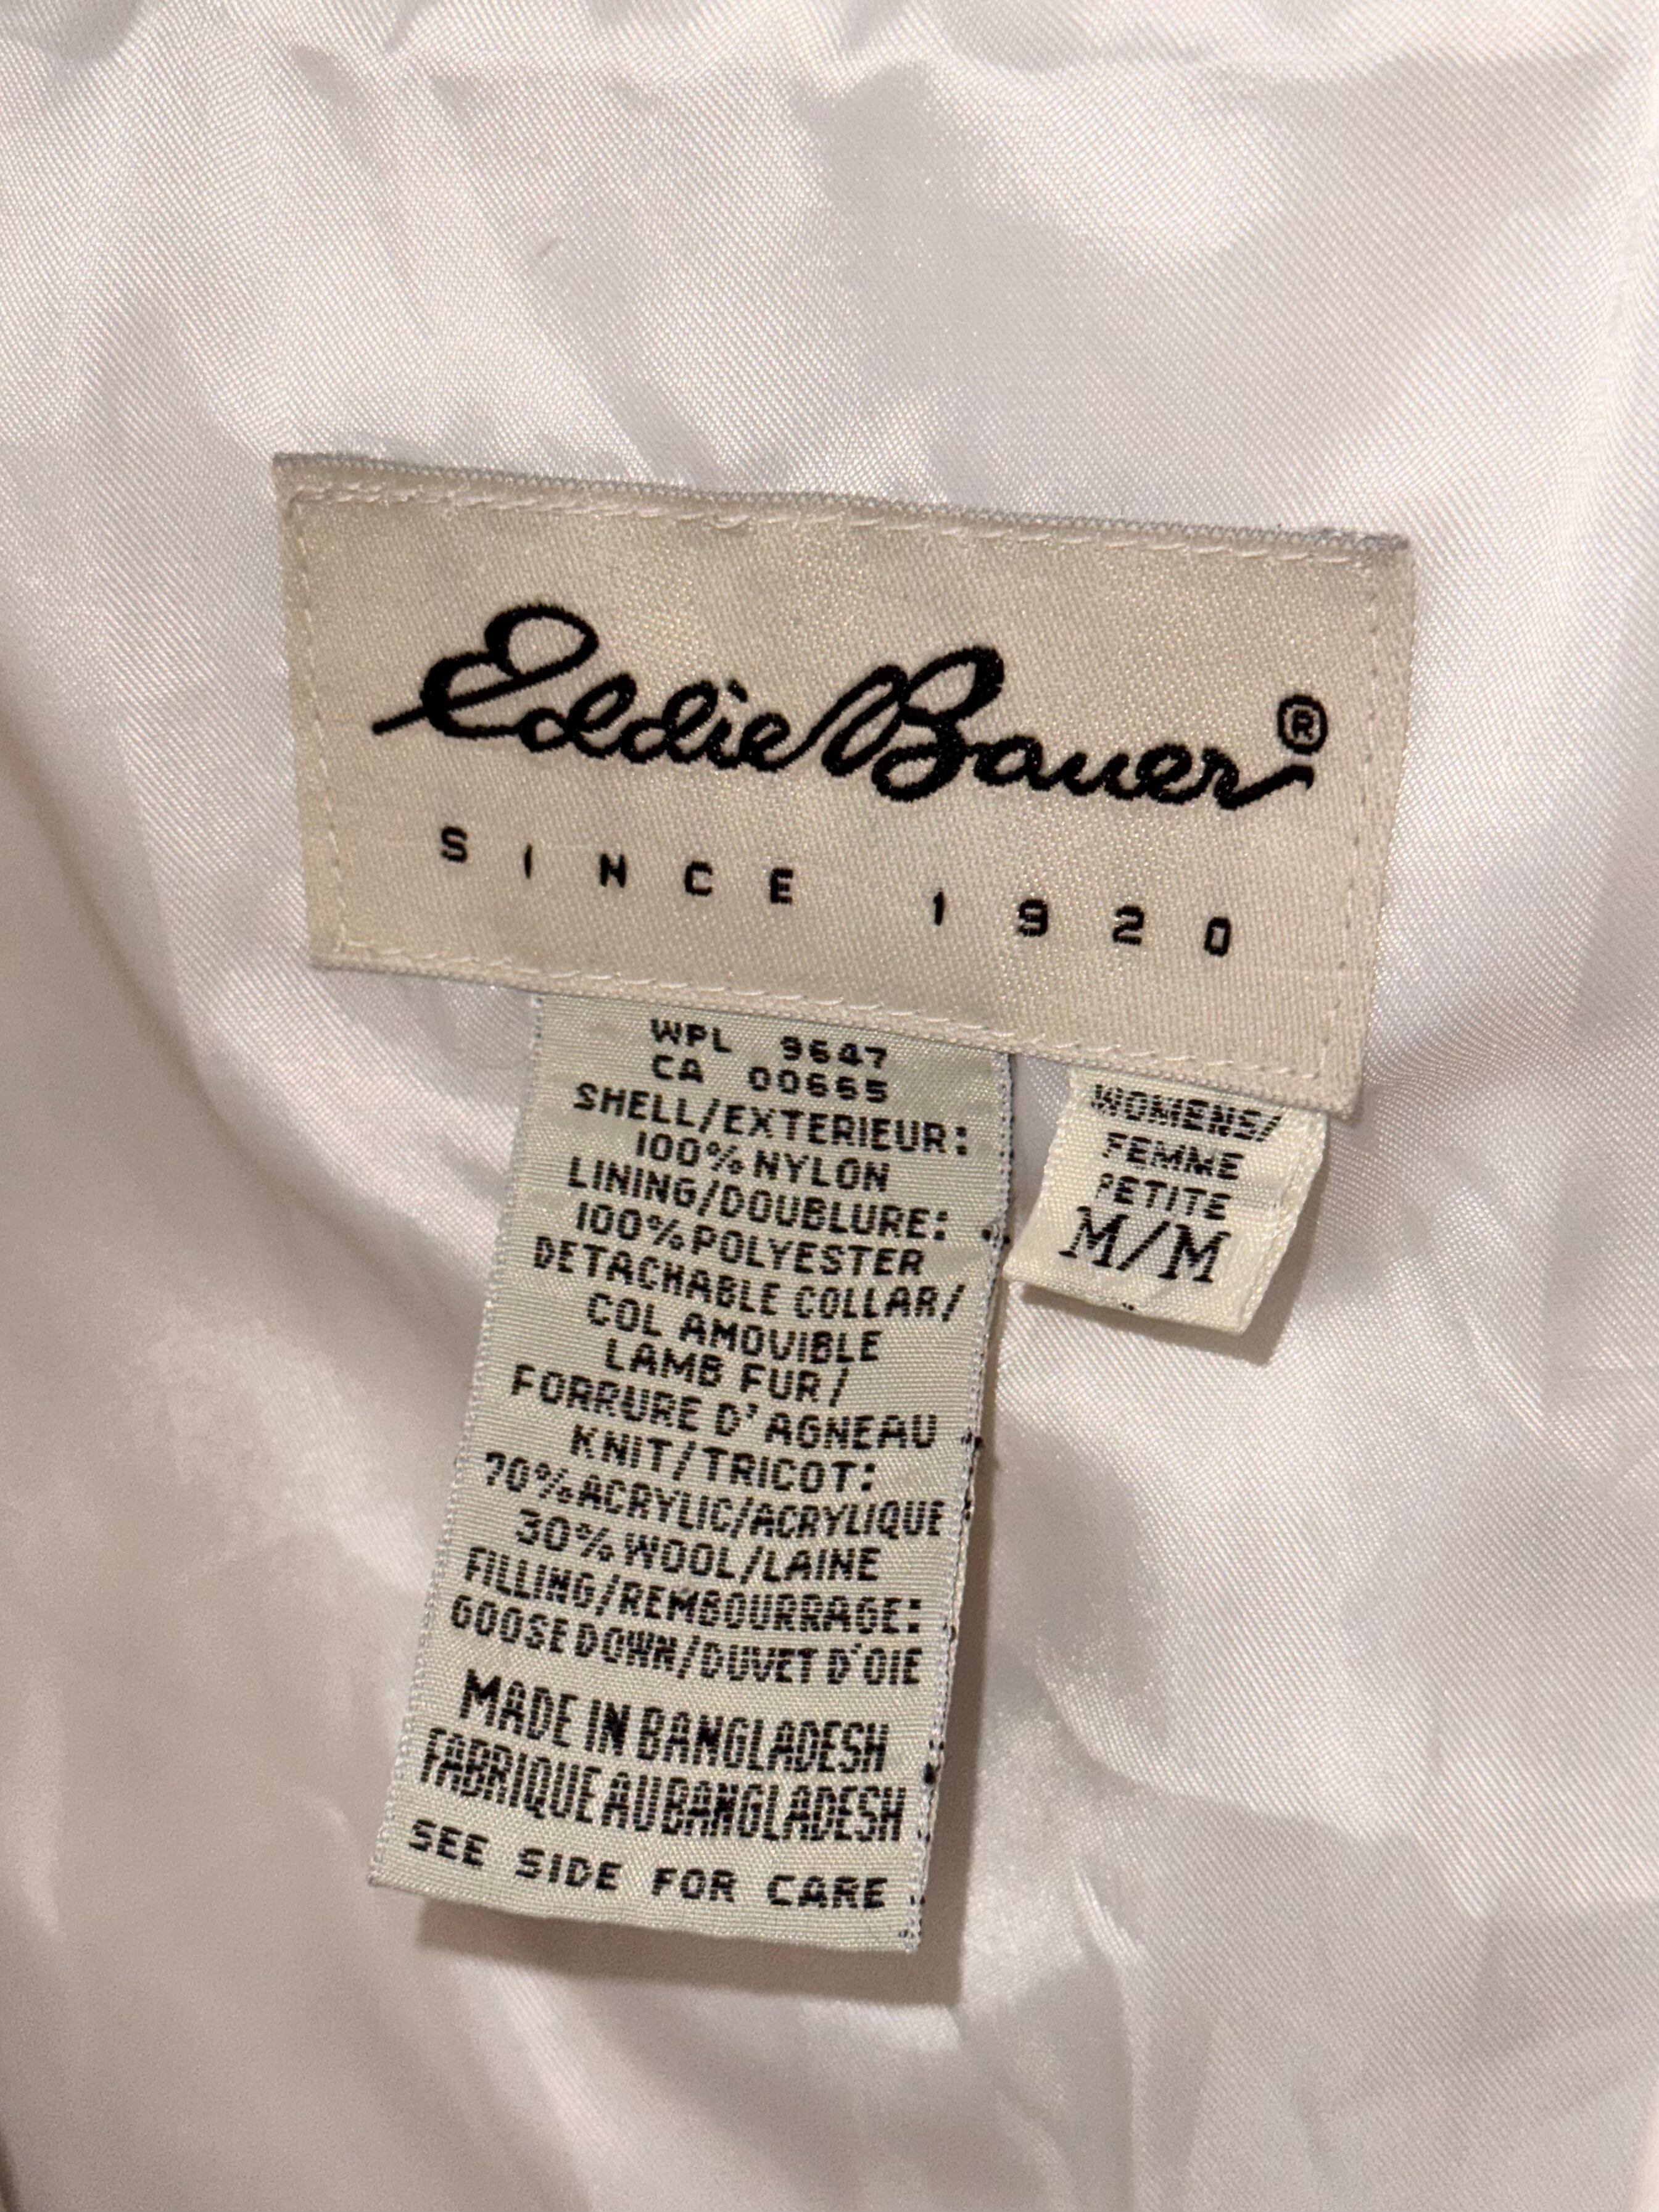 Eddie Bauer®
SINCE 1920
WPL 9647
CA 00665
SHELL/EXTERIEUR:
100% NYLON
LINING/DOUBLURE:
100% POLYESTER
DETACHABLE COLLAR/
COL AMOVIBLE
LAMB FUR/
FORRURE D'AGNEAU
KNIT/TRICOT:
70% ACRYLIC/ACRYLIQUE
30% WOOL/LAINE
FILLING/REMBOURRAGE:
GOOSE DOWN/DUVET D'OIE
MADE IN BANGLADESH
FABRIQUE AU BANGLADESH
SEE SIDE FOR CARE
WOMENS/
FEMME
PETITE
M/M